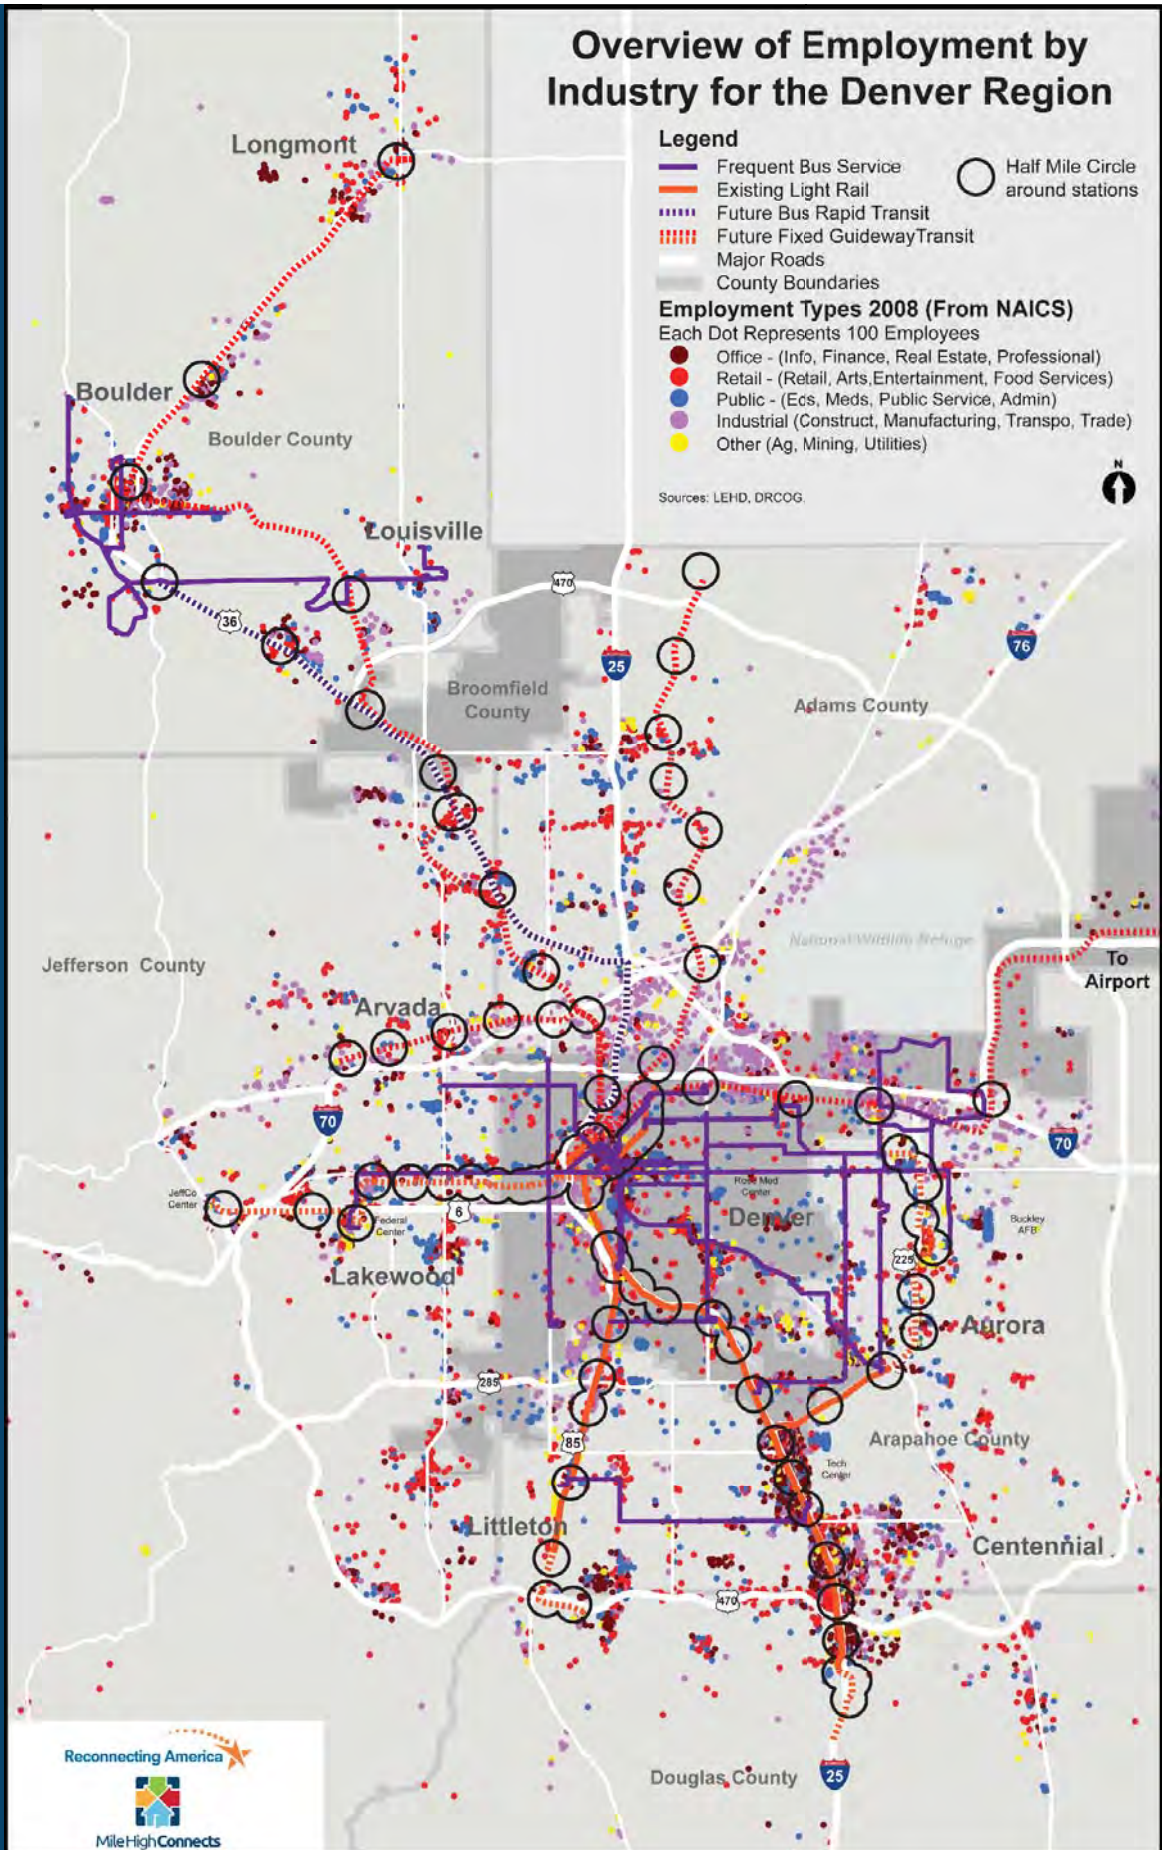 Overview of Employment by
Industry for the Denver Region
Legend
Frequent Bus Service
Existing Light Rail
Future Bus Rapid Transit
Future Fixed GuidewayTransit
Major Roads
County Boundaries
Half Mile Circle
around stations
Employment Types 2008 (From NAICS)
Each Dot Represents 100 Employees
Office - (Info, Finance, Real Estate, Professional)
Retail - (Retail, Arts,Entertainment, Food Services)
Public - (Eds, Meds, Public Service, Admin)
Industrial (Construct, Manufacturing, Transpo, Trade)
Other (Ag, Mining, Utilities)
Sources: LEHD, DRCOG.
N
Longmont
Boulder
Boulder County
Louisville
470
36
25
76
Broomfield
County
Adams County
National Wildlife Refuge
Jefferson County
To
Airport
Arvada
70
70
JeffCo
Center
Federal
Center
6
Rose Med
Center
Denver
Buckley
AFB
225
Lakewood
Aurora
285
85
Arapahoe County
Tech
Center
Littleton
Centennial
470
Douglas County
25
Reconnecting America
MileHighConnects